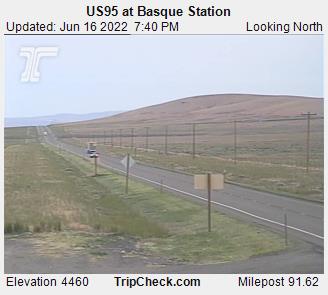 US95 at Basque Station
Updated: Jun 16 2022 7:40 PM Looking North
Elevation 4460 TripCheck.com Milepost 91.62